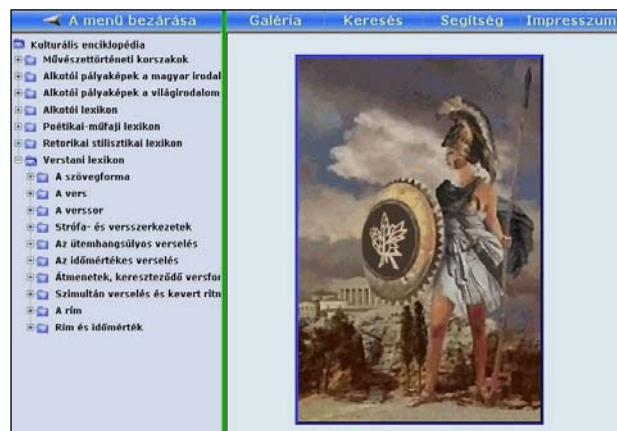 A menü bezárása Galéria Keresés Segítség Impresszum
Kulturális enciklopédia
Művészettörténeti korszakok
Alkotói pályaképek a magyar irodal
Alkotói pályaképek a világirodalom
Alkotói lexikon
Poétikai-műfaji lexikon
Retorikai stilisztikai lexikon
Verstani lexikon
A szövegforma
A vers
A verssor
Strófa- és versszerkezetek
Az ütemhangsúlyos verselés
Az időmértékes verselés
Átmenetek, kereszteződő versfor
Szimultán verselés és kevert ritn
A rím
Rím és időmérték